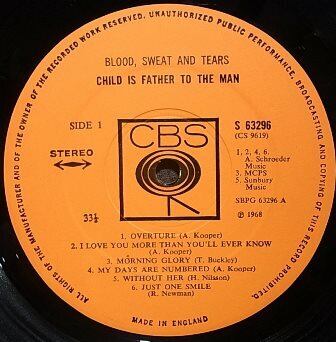 ALL RIGHTS OF THE MANUFACTURER AND OF THE OWNER OF THE RECORDED WORK RESERVED. UNAUTHORIZED PUBLIC PERFORMANCE, BROADCASTING AND COPYING OF THIS RECORD PROHIBITED.
BLOOD, SWEAT AND TEARS
CHILD IS FATHER TO THE MAN
SIDE 1
CBS
S 63296
(CS 9619)
STEREO
1, 2, 4, 6.
A. Schroeder
Music
3. MCPS
5. Sunbury
Music
SBPG 63296 A
℗ 1968
33⅓
1. OVERTURE (A. Kooper)
2. I LOVE YOU MORE THAN YOU'LL EVER KNOW
(A. Kooper)
3. MORNING GLORY (T. Buckley)
4. MY DAYS ARE NUMBERED (A. Kooper)
5. WITHOUT HER (H. Nilsson)
6. JUST ONE SMILE
(R. Newman)
MADE IN ENGLAND